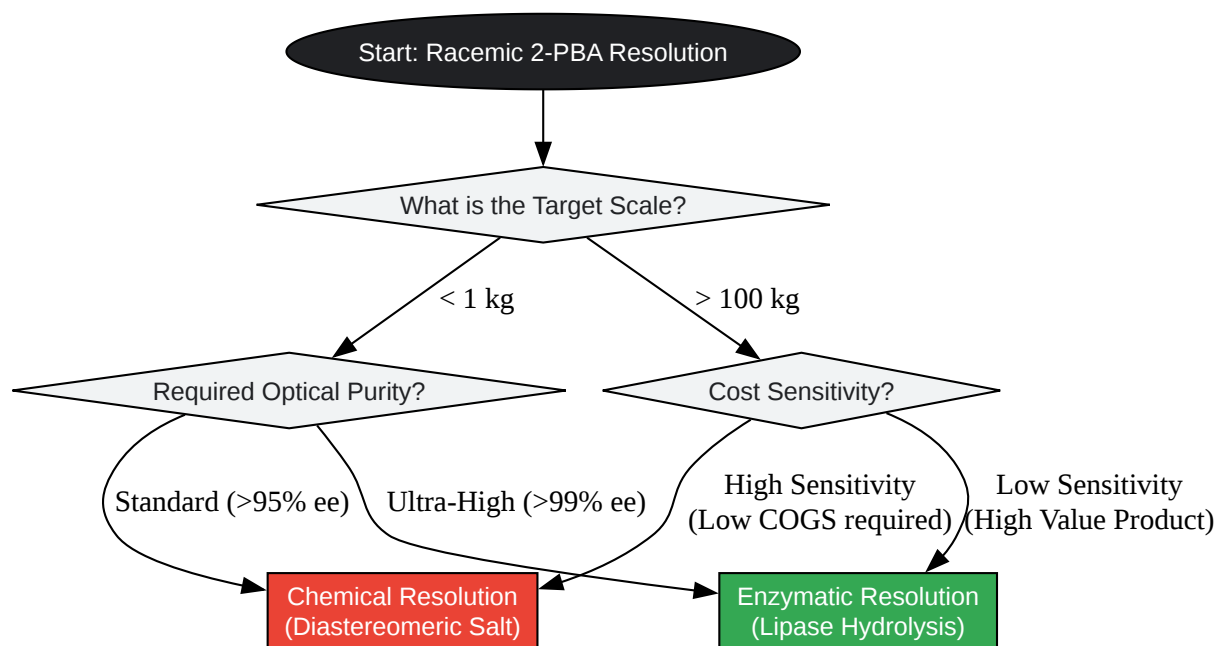 Start: Racemic 2-PBA Resolution
What is the Target Scale?
< 1 kg
> 100 kg
Required Optical Purity?
Cost Sensitivity?
Standard (>95% ee)
Ultra-High (>99% ee)
High Sensitivity
(Low COGS required)
Low Sensitivity
(High Value Product)
Chemical Resolution
(Diastereomeric Salt)
Enzymatic Resolution
(Lipase Hydrolysis)